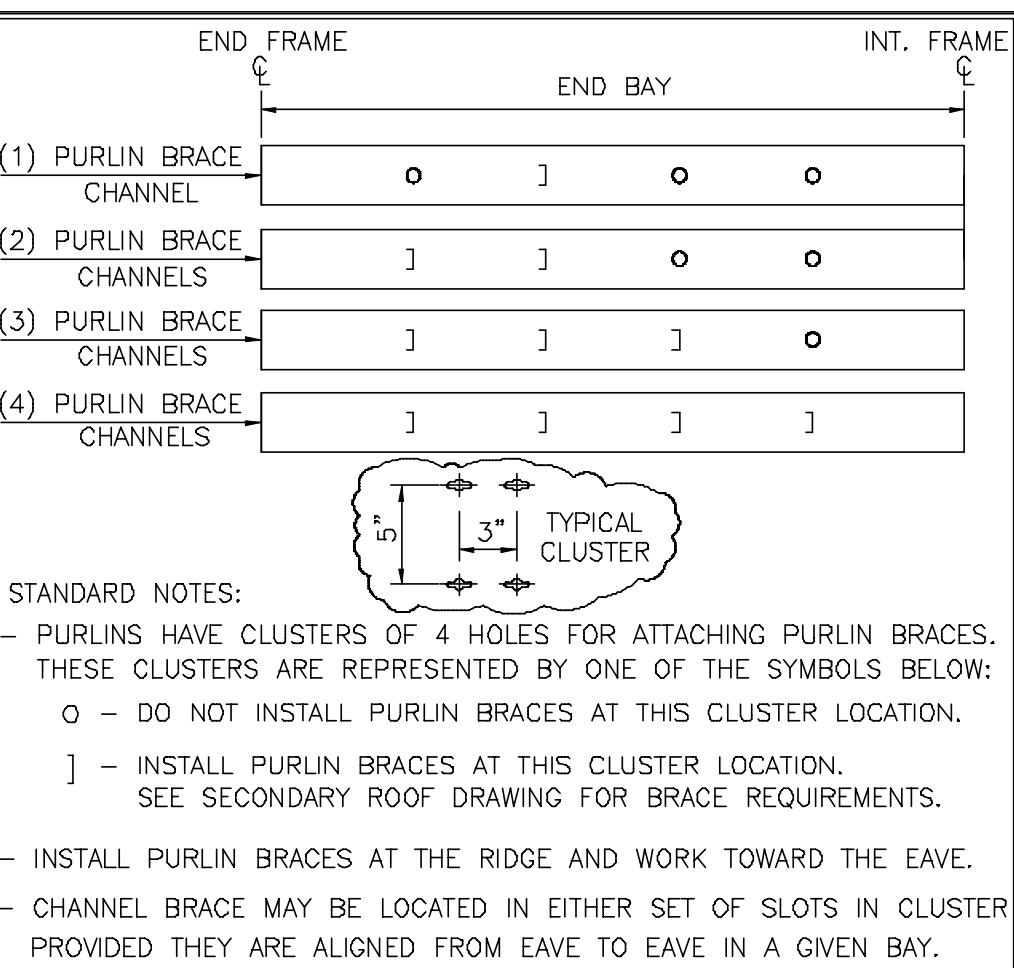 END FRAME
INT. FRAME
℄
℄
END BAY
(1) PURLIN BRACE
CHANNEL
O ] O O
(2) PURLIN BRACE
CHANNELS
] ] O O
(3) PURLIN BRACE
CHANNELS
] ] ] O
(4) PURLIN BRACE
CHANNELS
] ] ] ]
5"
3"
TYPICAL
CLUSTER
STANDARD NOTES:
– PURLINS HAVE CLUSTERS OF 4 HOLES FOR ATTACHING PURLIN BRACES.
THESE CLUSTERS ARE REPRESENTED BY ONE OF THE SYMBOLS BELOW:
O – DO NOT INSTALL PURLIN BRACES AT THIS CLUSTER LOCATION.
] – INSTALL PURLIN BRACES AT THIS CLUSTER LOCATION.
SEE SECONDARY ROOF DRAWING FOR BRACE REQUIREMENTS.
– INSTALL PURLIN BRACES AT THE RIDGE AND WORK TOWARD THE EAVE.
– CHANNEL BRACE MAY BE LOCATED IN EITHER SET OF SLOTS IN CLUSTER
PROVIDED THEY ARE ALIGNED FROM EAVE TO EAVE IN A GIVEN BAY.